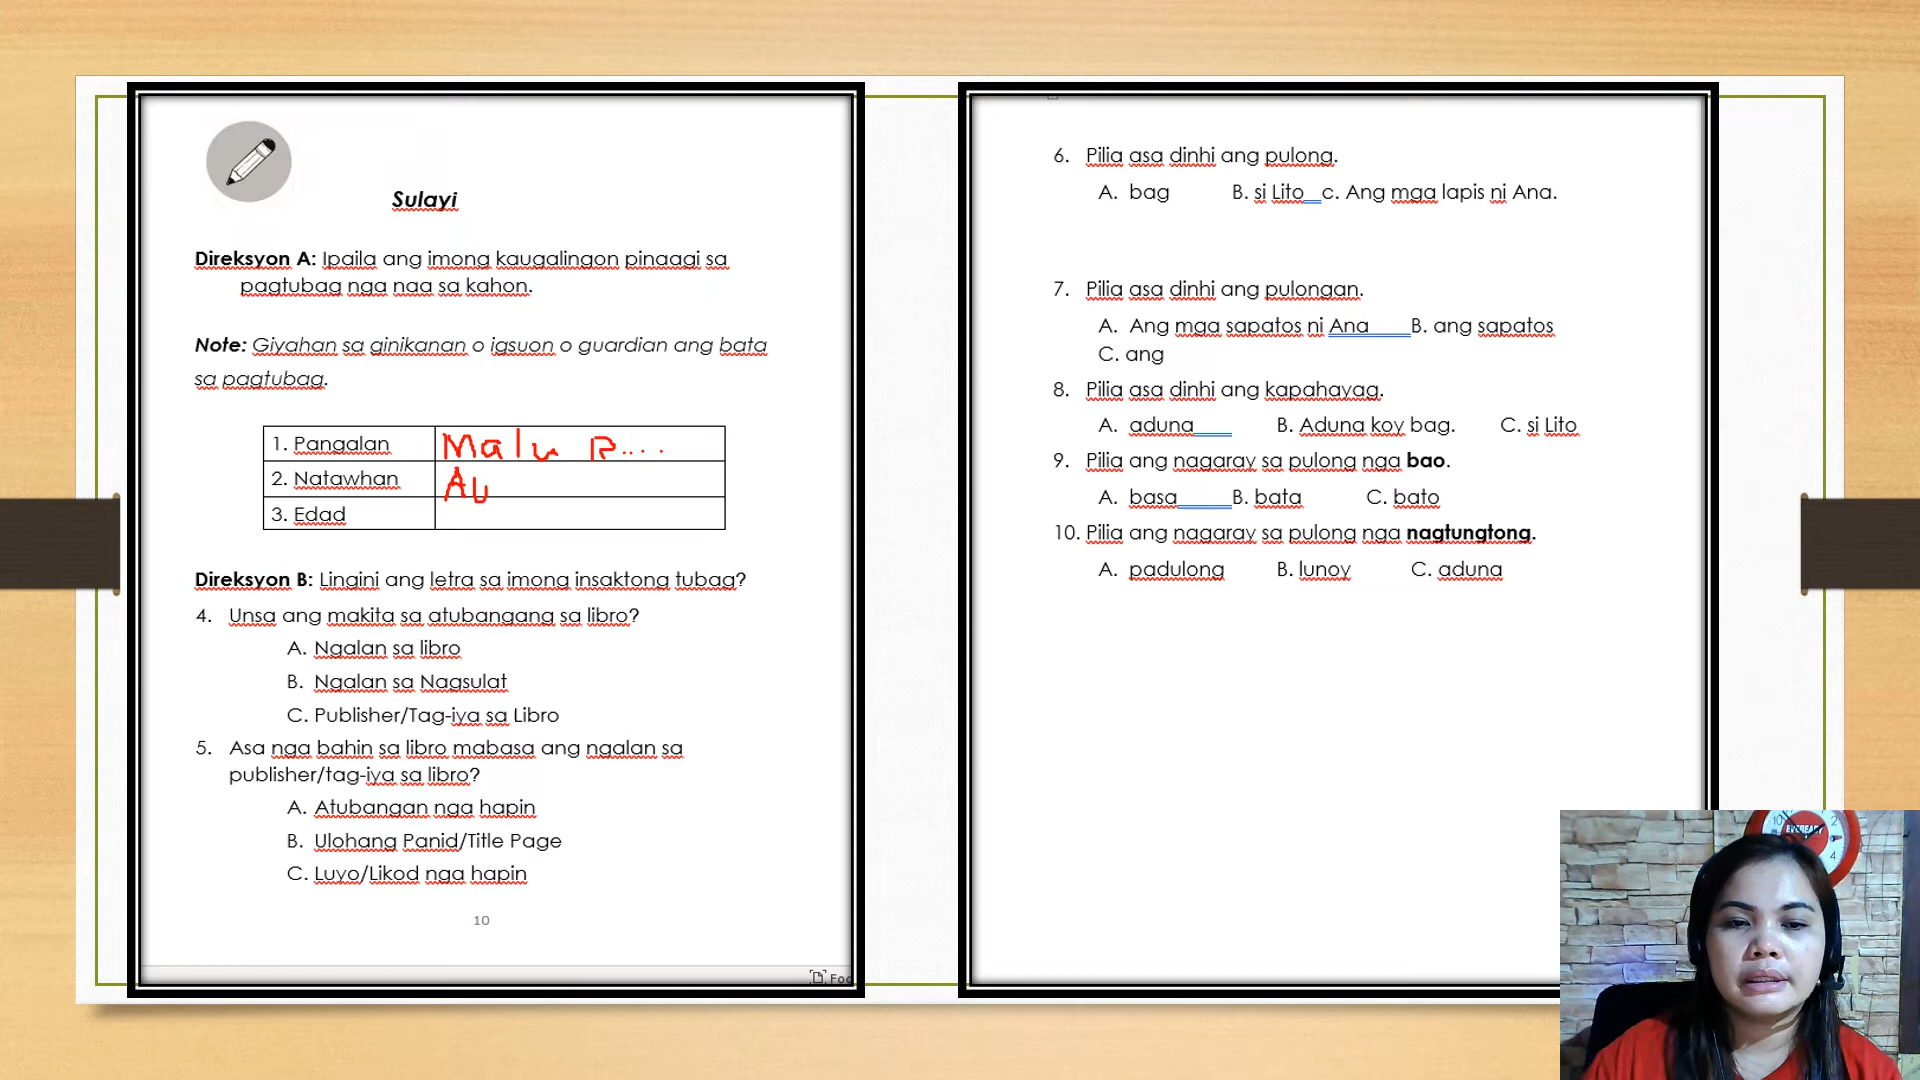 Sulayi
Direksyon A: Ipaila ang imong kaugalingon pinaagi sa
pagtubag nga naa sa kahon.
Note: Giyahan sa ginikanan o igsuon o guardian ang bata
sa pagtubag.
1. Pangalan Malu R....
2. Natawhan Au
3. Edad
Direksyon B: Lingini ang letra sa imong insaktong tubag?
4. Unsa ang makita sa atubangang sa libro?
A. Ngalan sa libro
B. Ngalan sa Nagsulat
C. Publisher/Tag-iya sa Libro
5. Asa nga bahin sa libro mabasa ang ngalan sa
publisher/tag-iya sa libro?
A. Atubangan nga hapin
B. Ulohang Panid/Title Page
C. Luyo/Likod nga hapin
10
Foc
6. Pilia asa dinhi ang pulong.
A. bag B. si Lito c. Ang mga lapis ni Ana.
7. Pilia asa dinhi ang pulongan.
A. Ang mga sapatos ni Ana B. ang sapatos
C. ang
8. Pilia asa dinhi ang kapahayag.
A. aduna B. Aduna koy bag. C. si Lito
9. Pilia ang nagaray sa pulong nga bao.
A. basa B. bata C. bato
10. Pilia ang nagaray sa pulong nga nagtungtong.
A. padulong B. lunoy C. aduna
EVEREADY
10 2
4